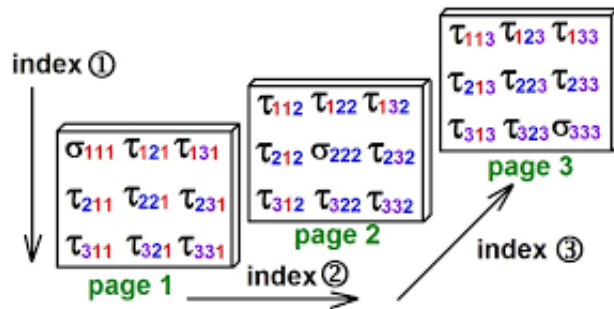 index ①
σ111 τ121 τ131
τ211 τ221 τ231
τ311 τ321 τ331
page 1
τ112 τ122 τ132
τ212 σ222 τ232
τ312 τ322 τ332
page 2
τ113 τ123 τ133
τ213 τ223 τ233
τ313 τ323 σ333
page 3
index ②
index ③